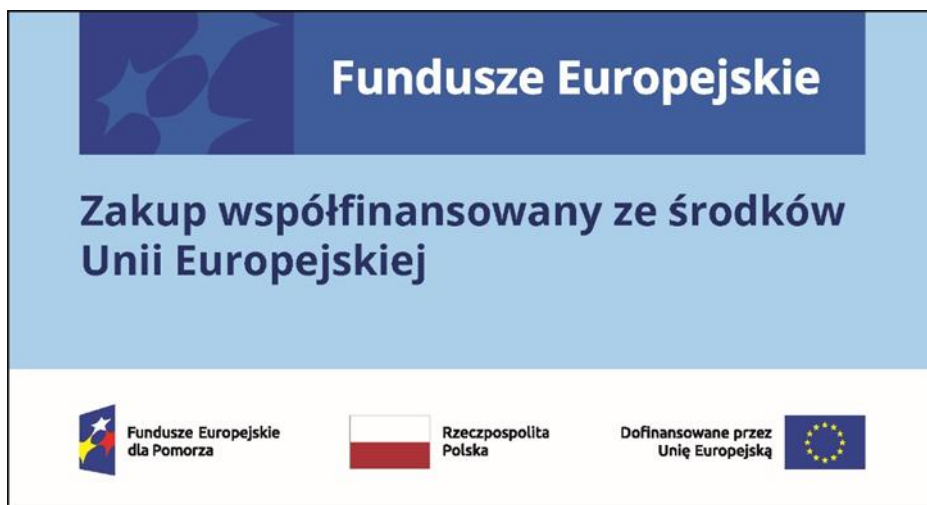 Fundusze Europejskie
Zakup współfinansowany ze środków
Unii Europejskiej
Fundusze Europejskie
dla Pomorza
Rzeczpospolita
Polska
Dofinansowane przez
Unię Europejską